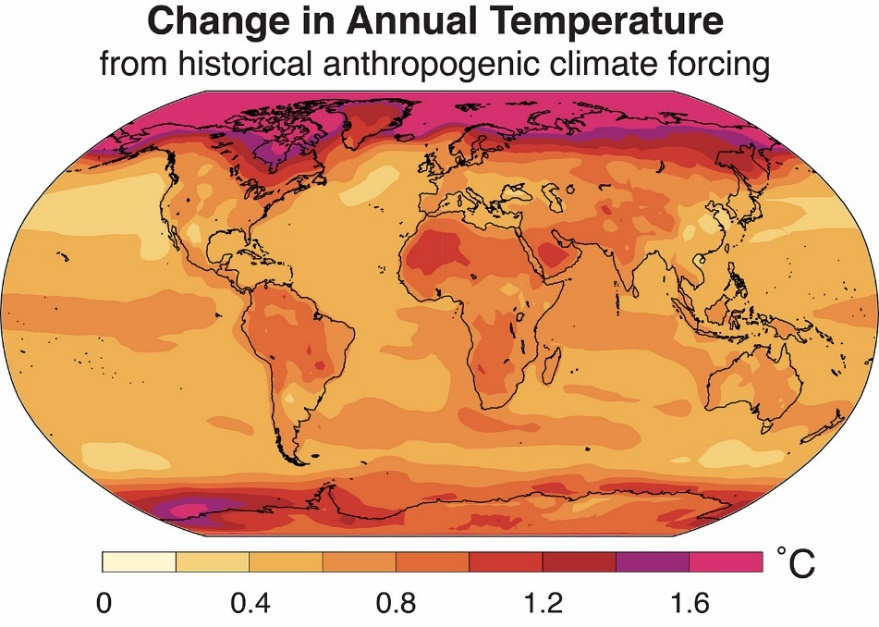 Change in Annual Temperature
from historical anthropogenic climate forcing
°C
0 0.4 0.8 1.2 1.6